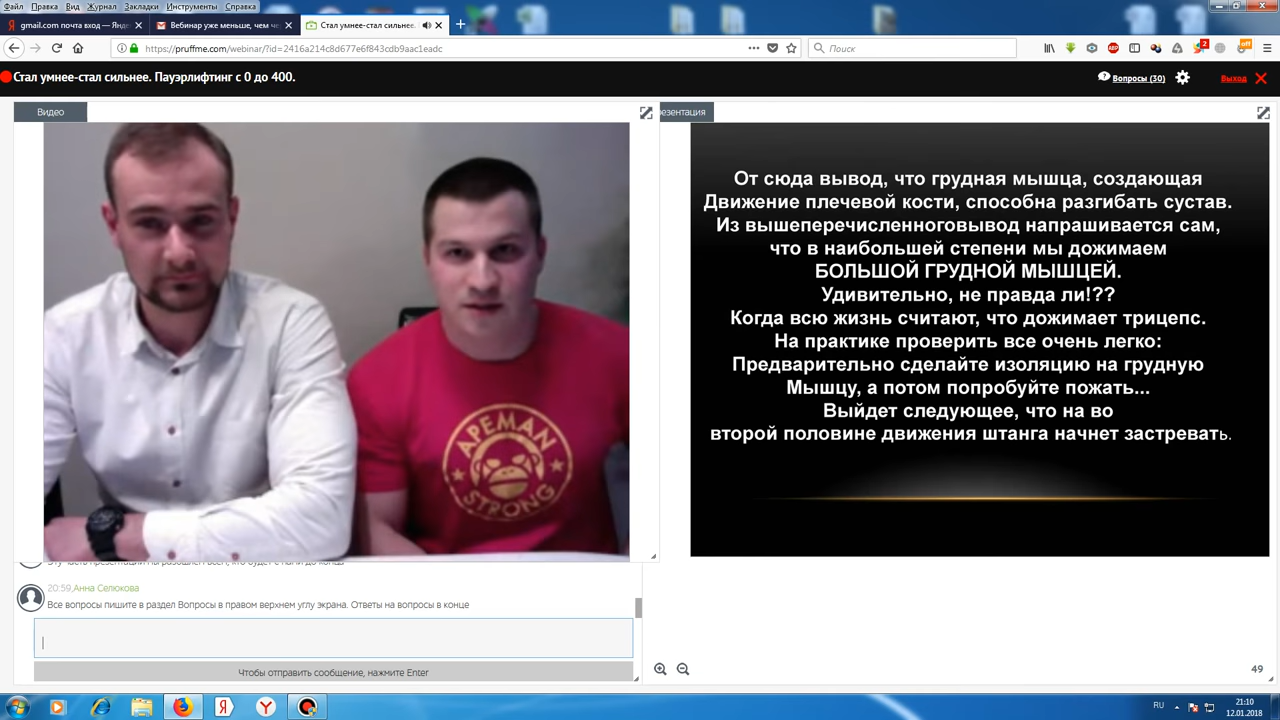 Файл Правка Вид Журнал Закладки Инструменты Справка
gmail.com почта вход — Янде
Вебинар уже меньше, чем че
Стал умнее-стал сильнее.
https://pruffme.com/webinar/?id=2416a214c8d677e6f843cdb9aac1eadc
Поиск
ABP
2
off
Стал умнее-стал сильнее. Пауэрлифтинг с 0 до 400.
Вопросы (30)
Выход
Видео
резентация
APEMAN
STRONG
От сюда вывод, что грудная мышца, создающая
Движение плечевой кости, способна разгибать сустав.
Из вышеперечисленноговывод напрашивается сам,
что в наибольшей степени мы дожимаем
БОЛЬШОЙ ГРУДНОЙ МЫШЦЕЙ.
Удивительно, не правда ли!??
Когда всю жизнь считают, что дожимает трицепс.
На практике проверить все очень легко:
Предварительно сделайте изоляцию на грудную
Мышцу, а потом попробуйте пожать...
Выйдет следующее, что на во
второй половине движения штанга начнет застревать.
20:59, Анна Селюкова
Все вопросы пишите в раздел Вопросы в правом верхнем углу экрана. Ответы на вопросы в конце
Чтобы отправить сообщение, нажмите Enter
49
RU
21:10
12.01.2018